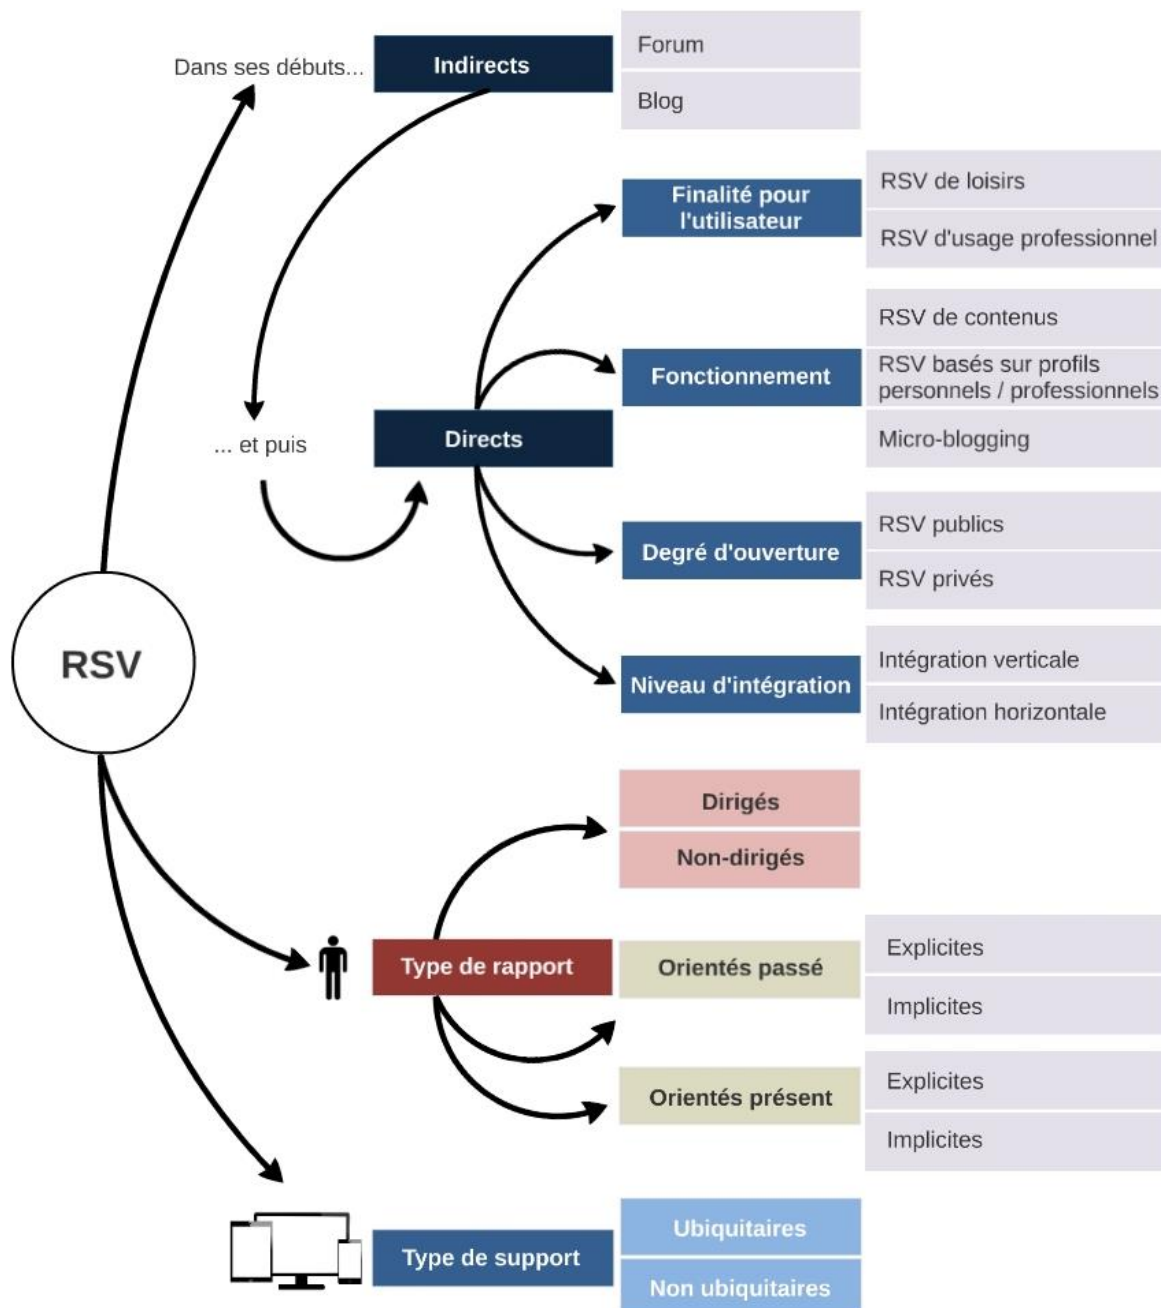 Dans ses débuts...
Indirects
Forum
Blog
Finalité pour
l'utilisateur
RSV de loisirs
RSV d'usage professionnel
Fonctionnement
RSV de contenus
RSV basés sur profils
personnels / professionnels
Micro-blogging
... et puis
Directs
Degré d'ouverture
RSV publics
RSV privés
Niveau d'intégration
Intégration verticale
Intégration horizontale
RSV
Dirigés
Non-dirigés
Type de rapport
Orientés passé
Explicites
Implicites
Orientés présent
Explicites
Implicites
Type de support
Ubiquitaires
Non ubiquitaires